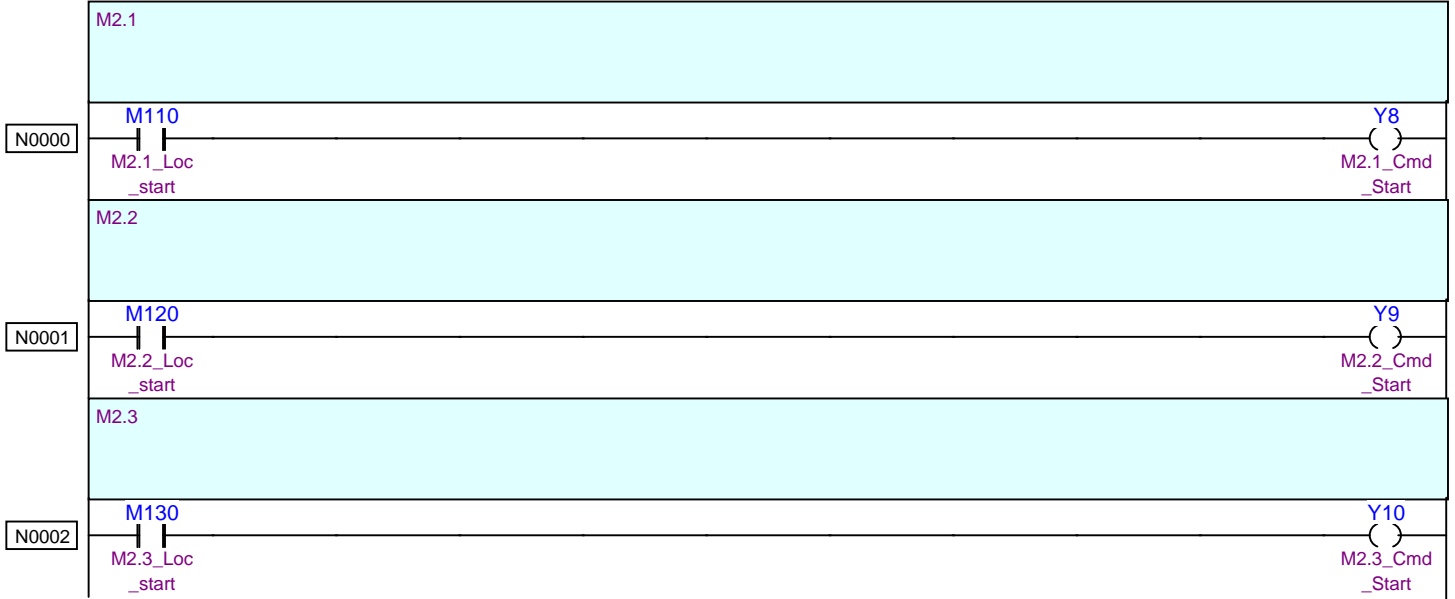 M2.1
M110 Y8
N0000
M2.1_Loc M2.1_Cmd
_start _Start
M2.2
M120 Y9
N0001
M2.2_Loc M2.2_Cmd
_start _Start
M2.3
M130 Y10
N0002
M2.3_Loc M2.3_Cmd
_start _Start